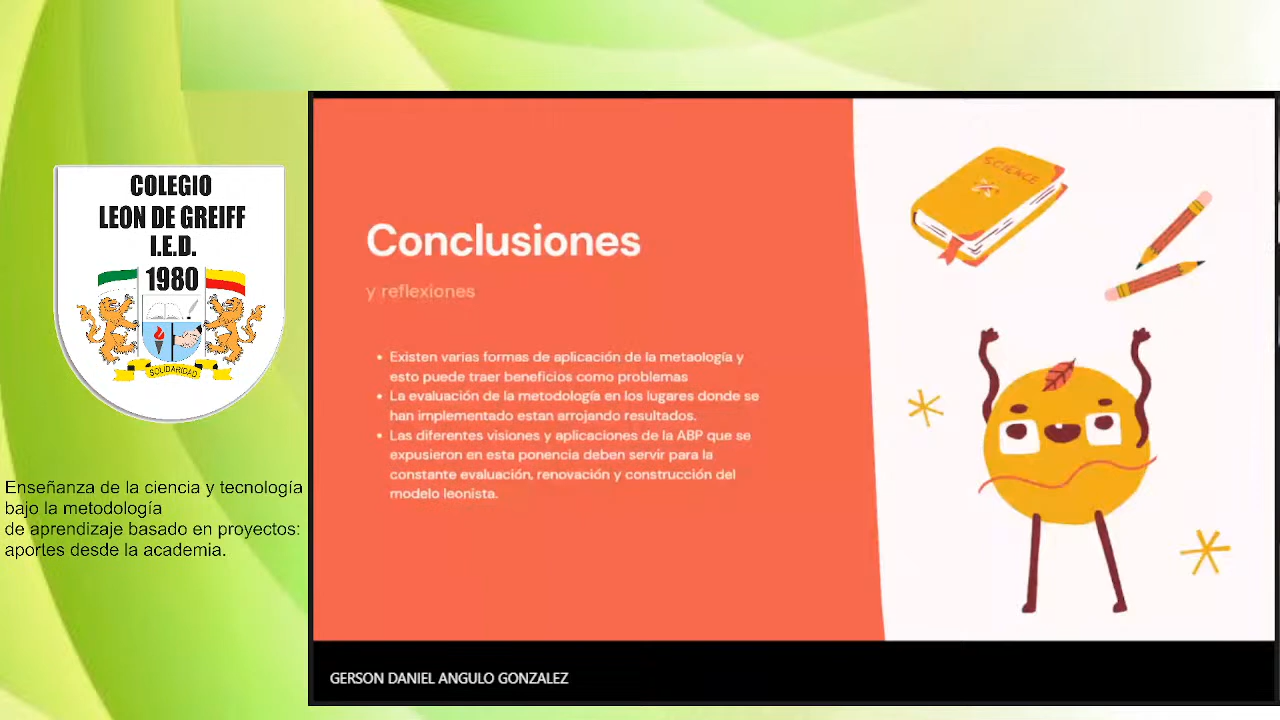 COLEGIO
LEON DE GREIFF
I.E.D.
1980
SOLIDARIDAD
Enseñanza de la ciencia y tecnología
bajo la metodología
de aprendizaje basado en proyectos:
aportes desde la academia.
Conclusiones
y reflexiones
• Existen varias formas de aplicación de la metaología y
esto puede traer beneficios como problemas
• La evaluación de la metodología en los lugares donde se
han implementado estan arrojando resultados.
• Las diferentes visiones y aplicaciones de la ABP que se
expusieron en esta ponencia deben servir para la
constante evaluación, renovación y construcción del
modelo leonista.
SCIENCE
GERSON DANIEL ANGULO GONZALEZ